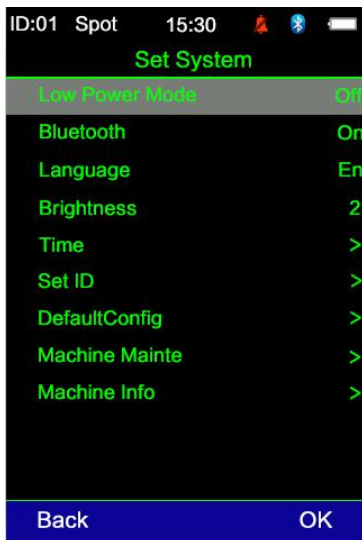 ID:01 Spot 15:30
Set System
Low Power Mode Off
Bluetooth On
Language En
Brightness 2
Time >
Set ID >
DefaultConfig >
Machine Mainte >
Machine Info >
Back OK